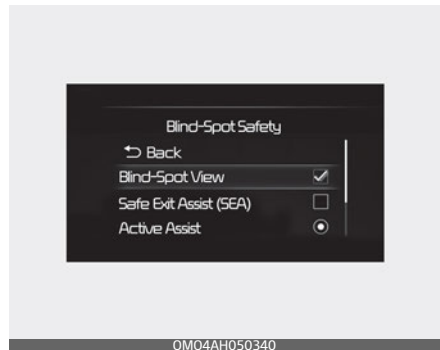 Blind-Spot Safety
Back
Blind-Spot View
Safe Exit Assist (SEA)
Active Assist
OMO4AH050340